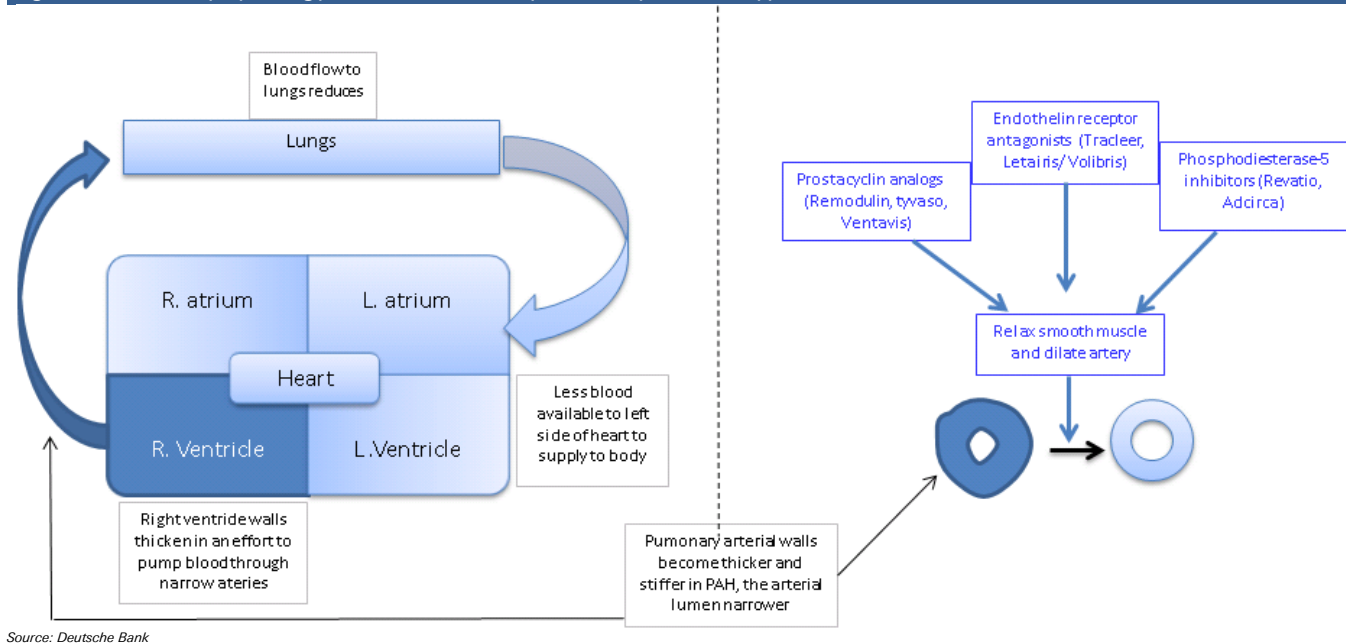 Blood flow to
lungs reduces
Lungs
R. atrium
L. atrium
Heart
R. Ventricle
L .Ventricle
Less blood
available to left
side of heart to
supply to body
Right ventricle walls
thicken in an effort to
pump blood through
narrow ateries
Pumonary arterial walls
become thicker and
stiffer in PAH, the arterial
lumen narrower
Prostacyclin analogs
(Remodulin, tyvaso,
Ventavis)
Endothelin receptor
antagonists (Tracleer,
Letairis/ Volibris)
Phosphodiesterase-5
inhibitors (Revatio,
Adcirca)
Relax smooth muscle
and dilate artery
Source: Deutsche Bank